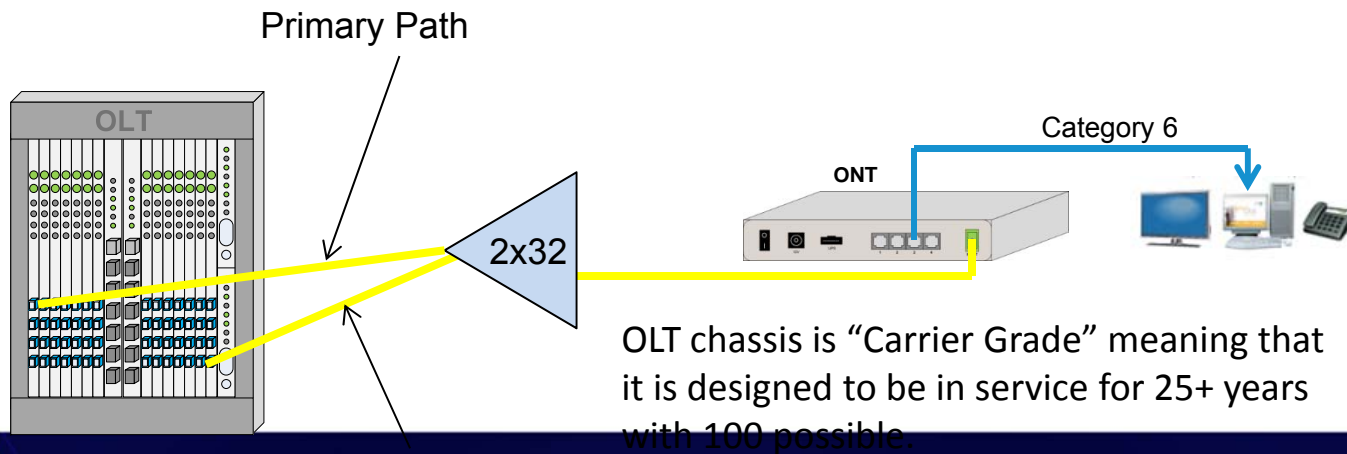 Primary Path
OLT
Category 6
ONT
2x32
OLT chassis is “Carrier Grade” meaning that
it is designed to be in service for 25+ years
with 100 possible.